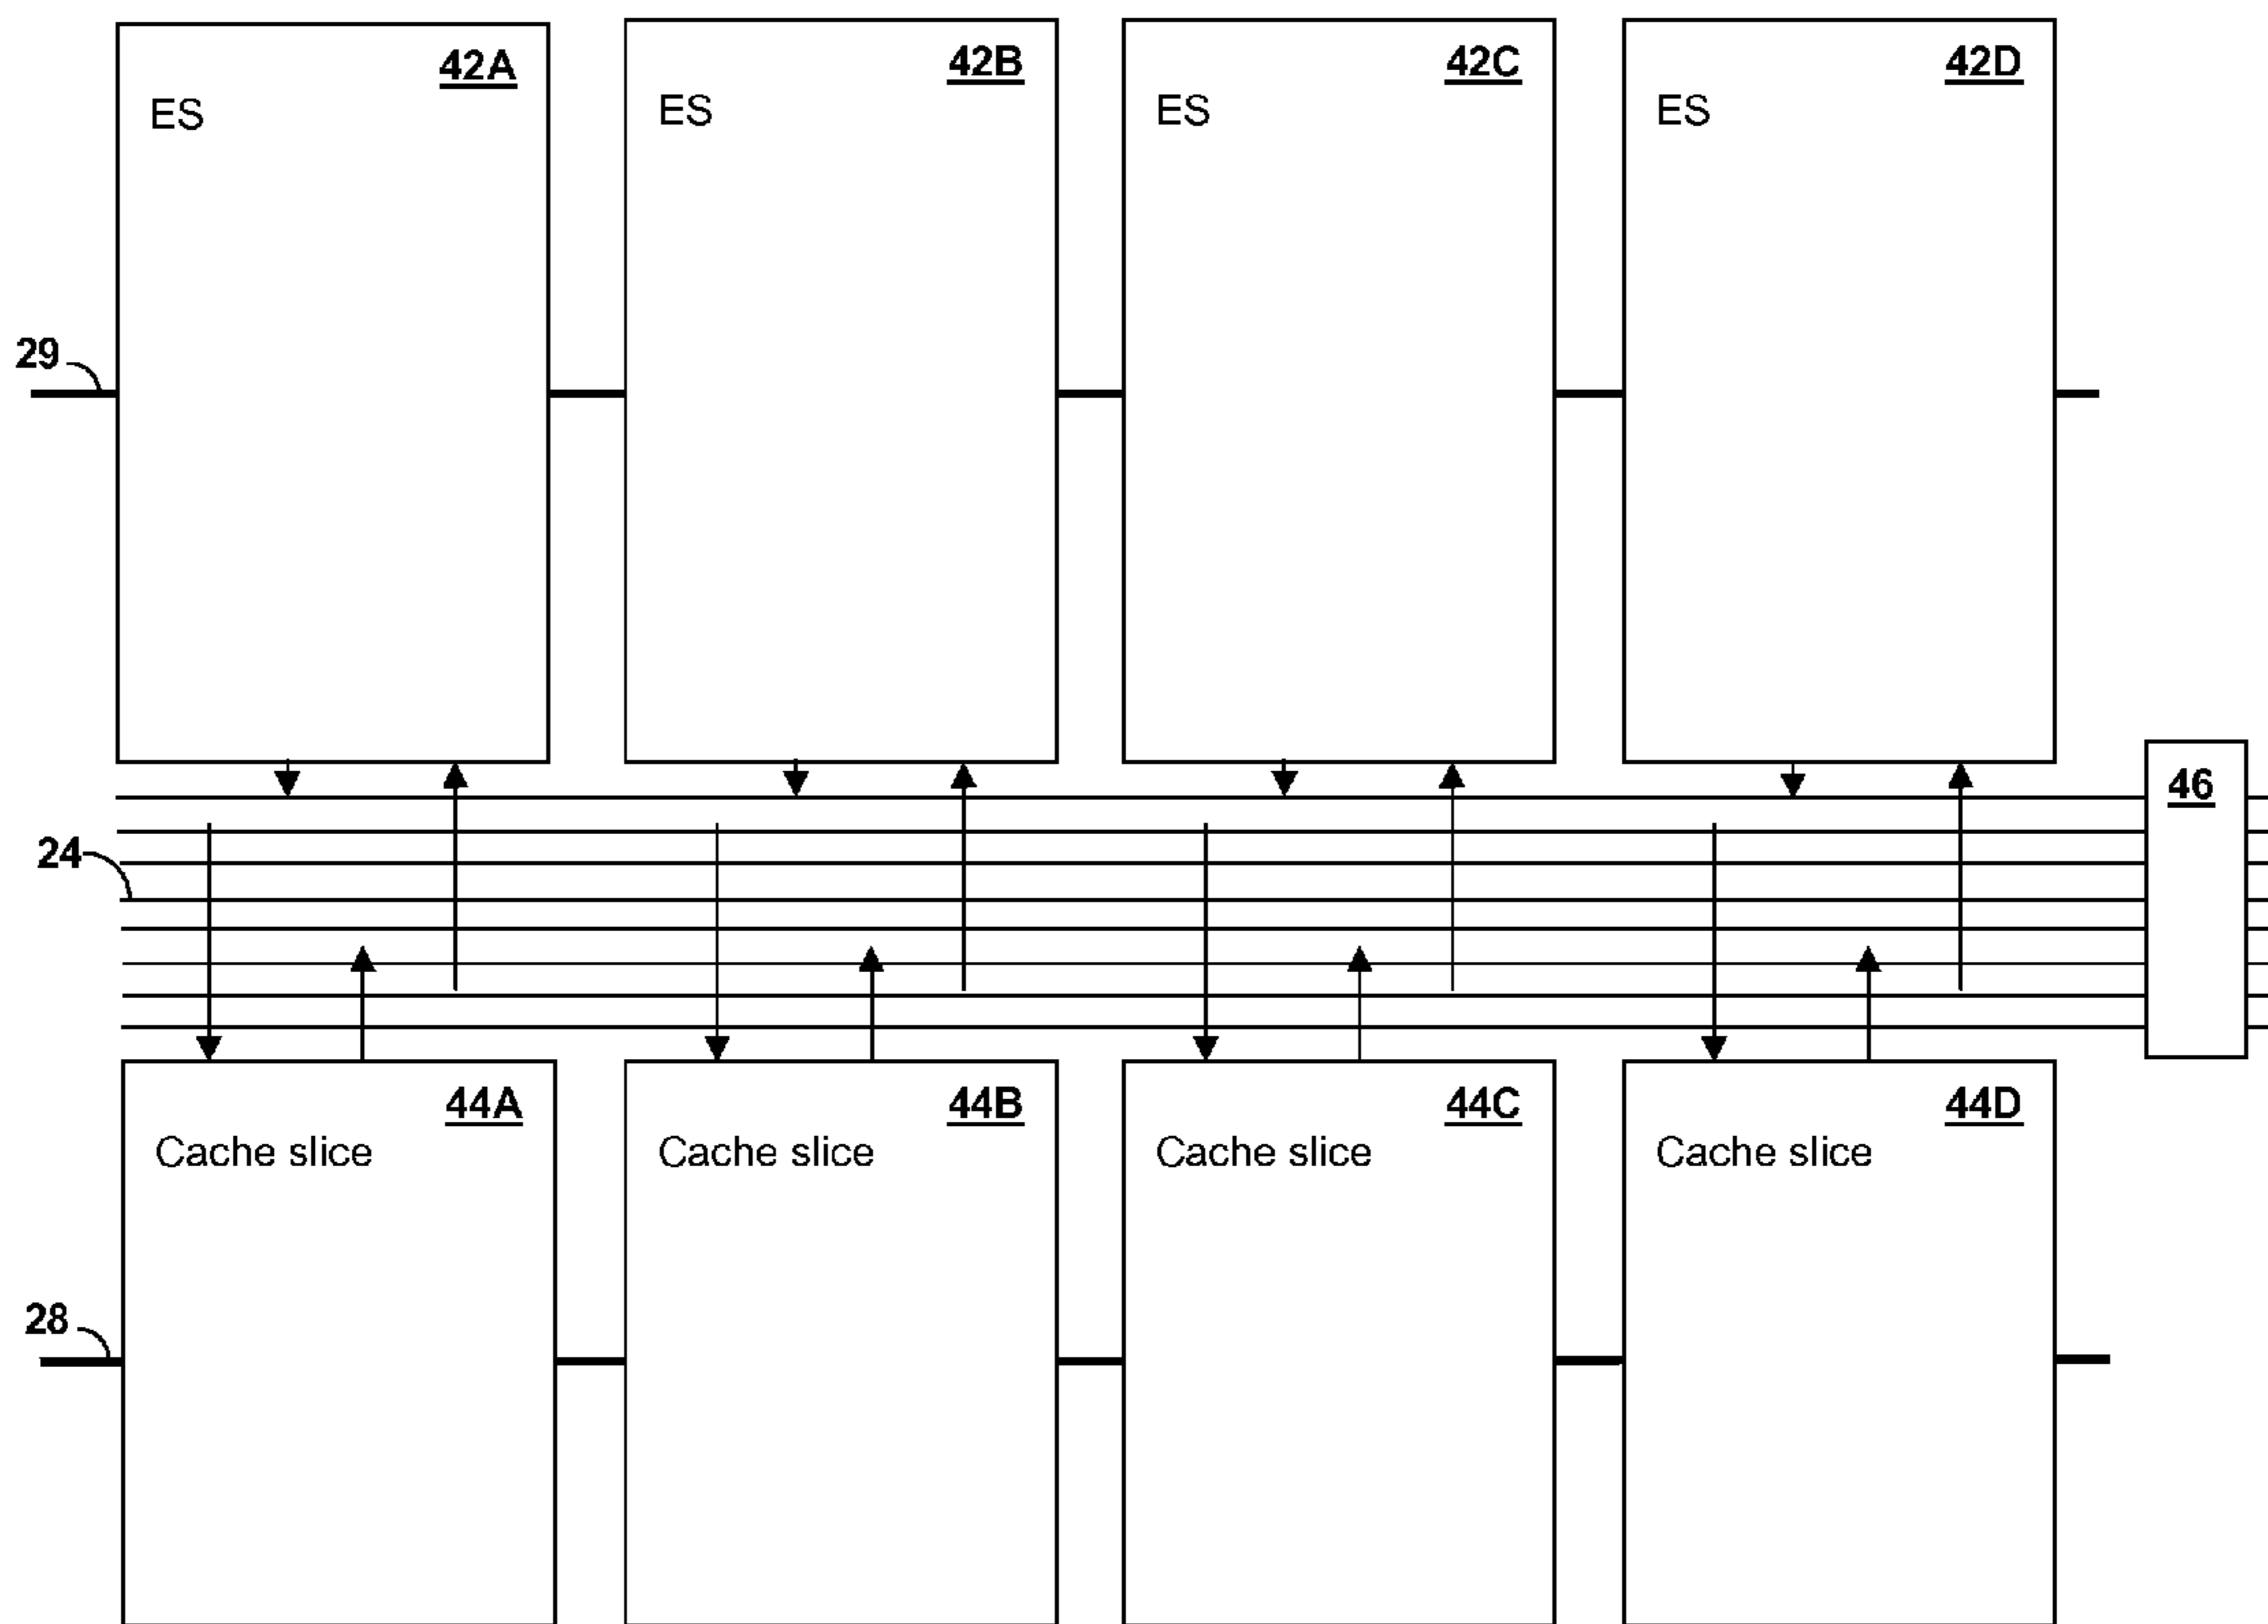 42A
42B
42C
42D
ES
ES
ES
ES
29
46
24
44A
44B
44C
44D
Cache slice
Cache slice
Cache slice
Cache slice
28